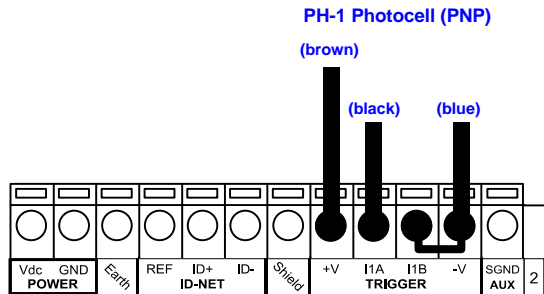 PH-1 Photocell (PNP)
(brown)
(black)
(blue)
Vdc GND Earth REF ID+ ID- Shield +V I1A I1B -V SGND 2
POWER ID-NET TRIGGER AUX